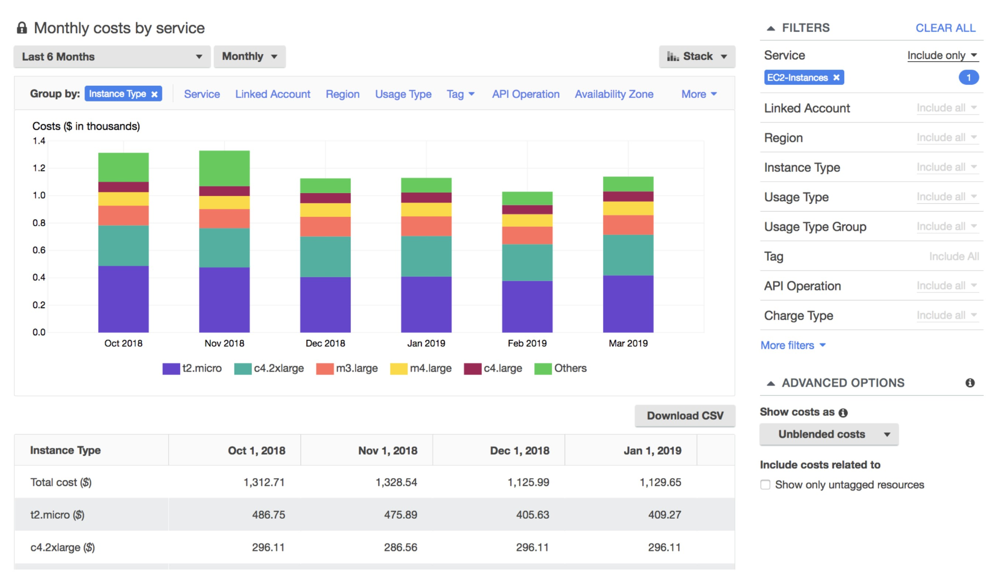 Monthly costs by service
Last 6 Months Monthly Stack
Group by: Instance Type × Service Linked Account Region Usage Type Tag API Operation Availability Zone More
Costs ($ in thousands)
1.4
1.2
1.0
0.8
0.6
0.4
0.2
0.0
Oct 2018 Nov 2018 Dec 2018 Jan 2019 Feb 2019 Mar 2019
t2.micro c4.2xlarge m3.large m4.large c4.large Others
Download CSV
Instance Type Oct 1, 2018 Nov 1, 2018 Dec 1, 2018 Jan 1, 2019
Total cost ($) 1,312.71 1,328.54 1,125.99 1,129.65
t2.micro ($) 486.75 475.89 405.63 409.27
c4.2xlarge ($) 296.11 286.56 296.11 296.11
FILTERS CLEAR ALL
Service Include only
EC2-Instances × 1
Linked Account Include all
Region Include all
Instance Type Include all
Usage Type Include all
Usage Type Group Include all
Tag Include All
API Operation Include all
Charge Type Include all
More filters
ADVANCED OPTIONS
Show costs as
Unblended costs
Include costs related to
Show only untagged resources